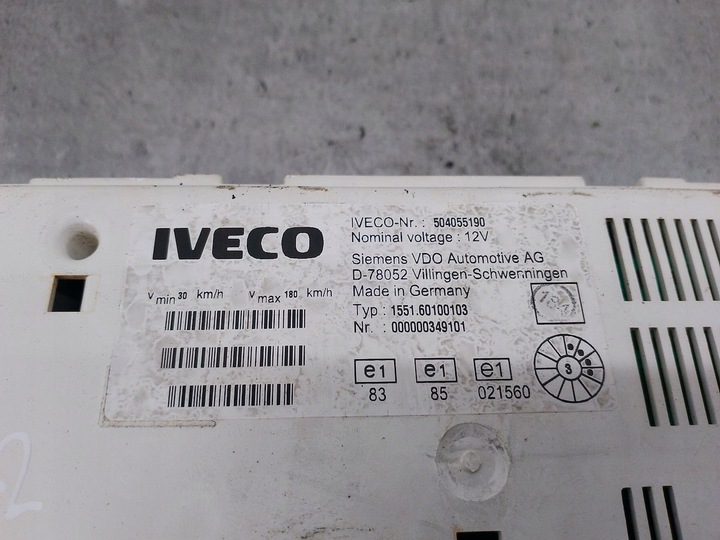 IVECO
IVECO-Nr. : 504055190
Nominal voltage : 12V
Siemens VDO Automotive AG
D-78052 Villingen-Schwenningen
Made in Germany
Typ : 1551.60100103
Nr. : 000000349101
v min 30 km/h v max 180 km/h
e1 e1 e1
83 85 021560
3